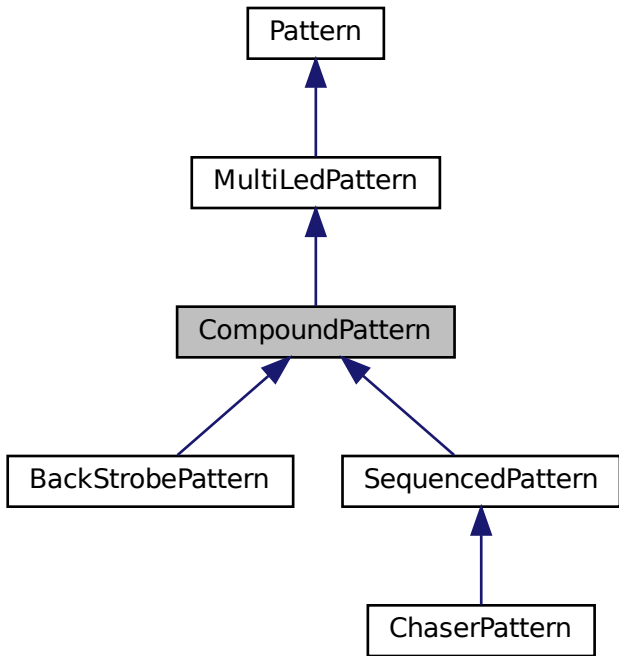 Pattern
MultiLedPattern
CompoundPattern
BackStrobePattern
SequencedPattern
ChaserPattern